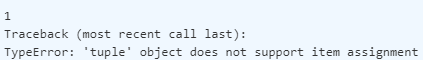 1
Traceback (most recent call last):
TypeError: 'tuple' object does not support item assignment